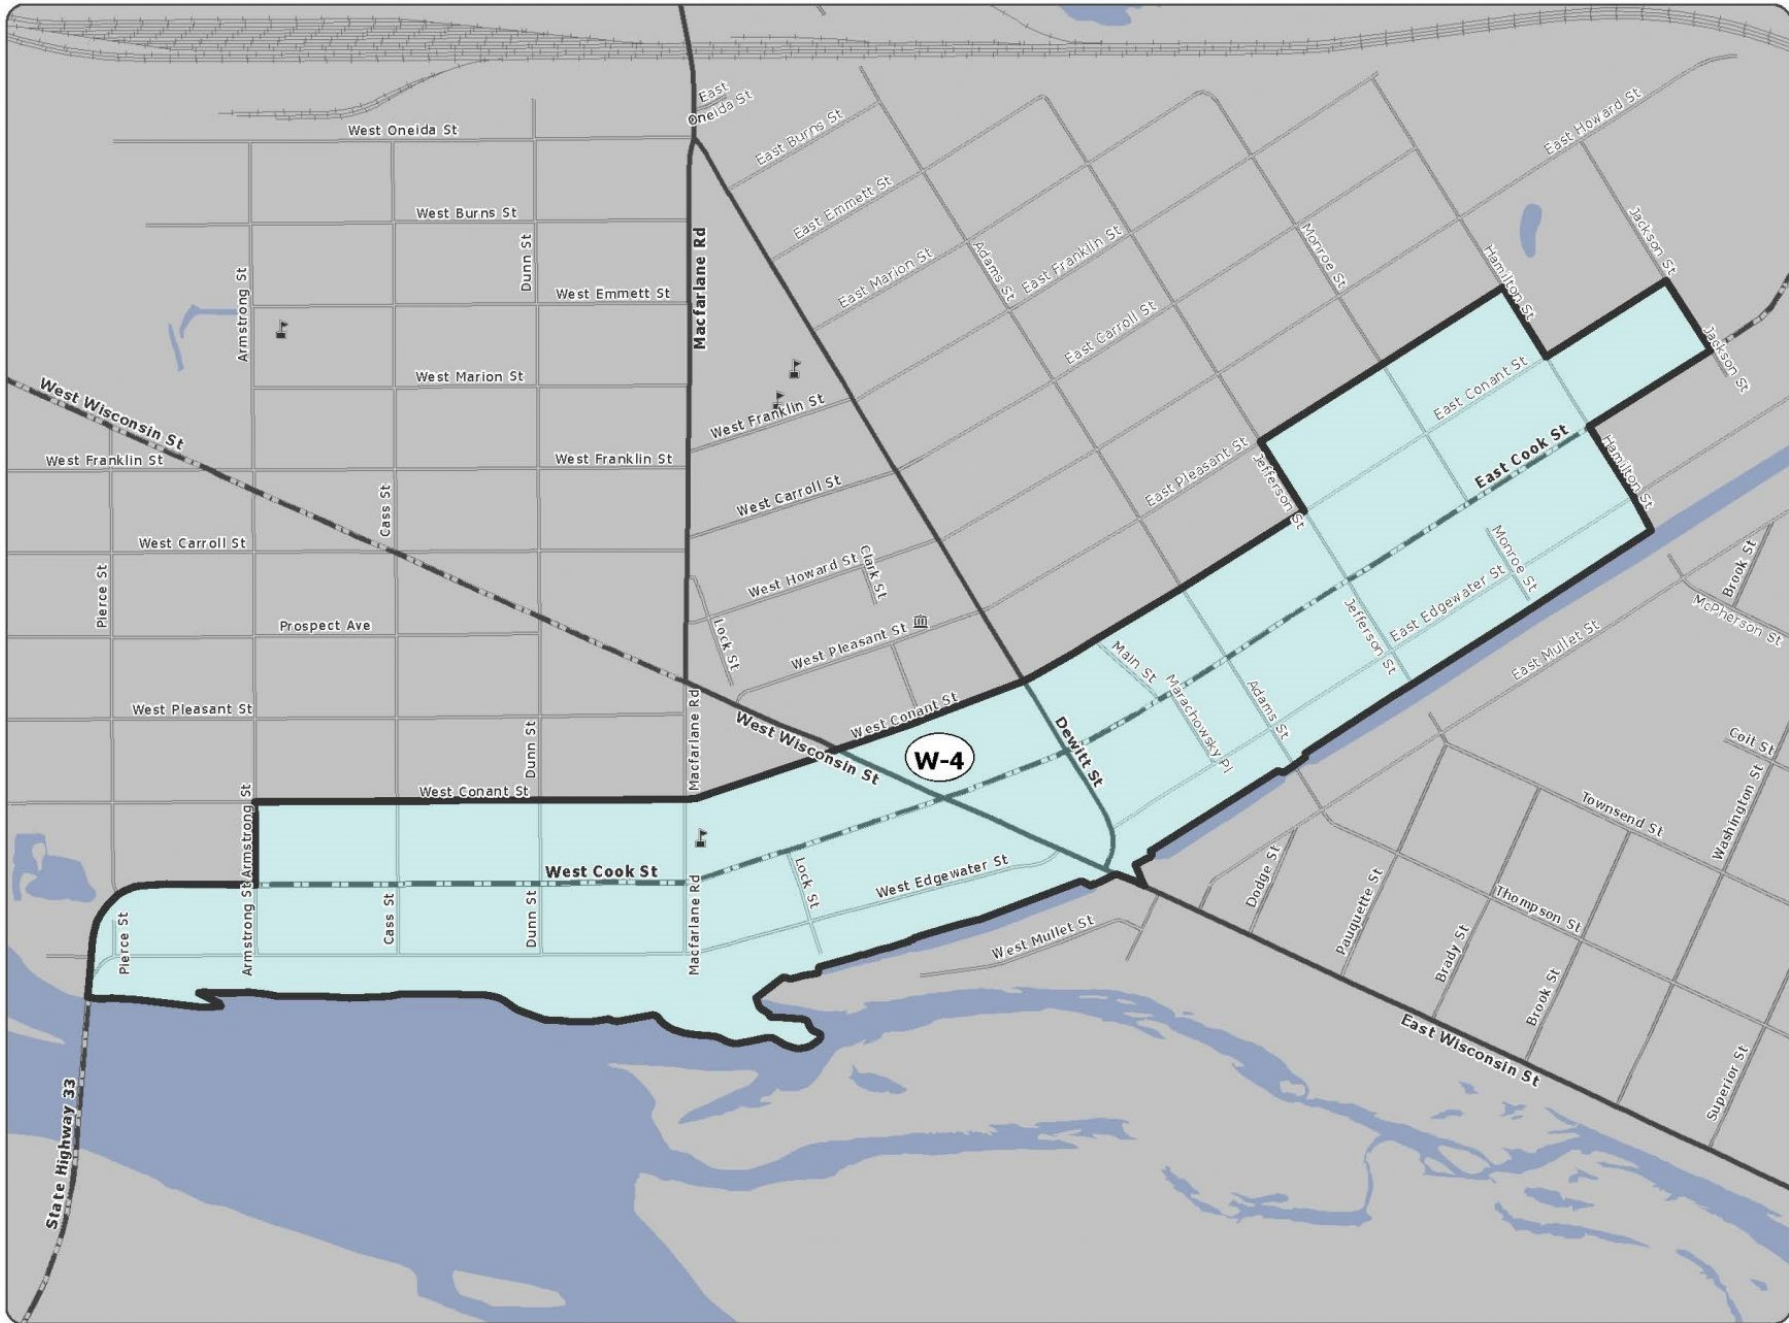 East
Oneida St
West Oneida St
East Burns St
East Howard St
West Burns St
East Emmett St
Dunn St
Macfarlane Rd
East Marion St
Adams St
East Franklin St
Monroe St
Hamilton St
Jackson St
Armstrong St
West Emmett St
East Carroll St
West Marion St
West Wisconsin St
West Franklin St
East Conant St
Jackson St
West Franklin St
West Franklin St
East Pleasant St
Jefferson St
East Cook St
Hamilton St
Cass St
West Carroll St
West Carroll St
Pierce St
West Howard St
Clark St
Monroe St
East Edgewater St
Brook St
McPherson St
Prospect Ave
Lock St
West Pleasant St
Main St
Marachowsky Pl
Adams St
Jefferson St
East Mullet St
West Pleasant St
Macfarlane Rd
West Wisconsin St
West Conant St
Dewitt St
Dunn St
W-4
Coit St
Washington St
Townsend St
West Conant St
Armstrong St
West Cook St
Lock St
West Edgewater St
Dodge St
Pauquette St
Thompson St
Pierce St
Armstrong St
Cass St
Dunn St
Macfarlane Rd
West Mullet St
Brady St
Brook St
East Wisconsin St
Superior St
State Highway 33